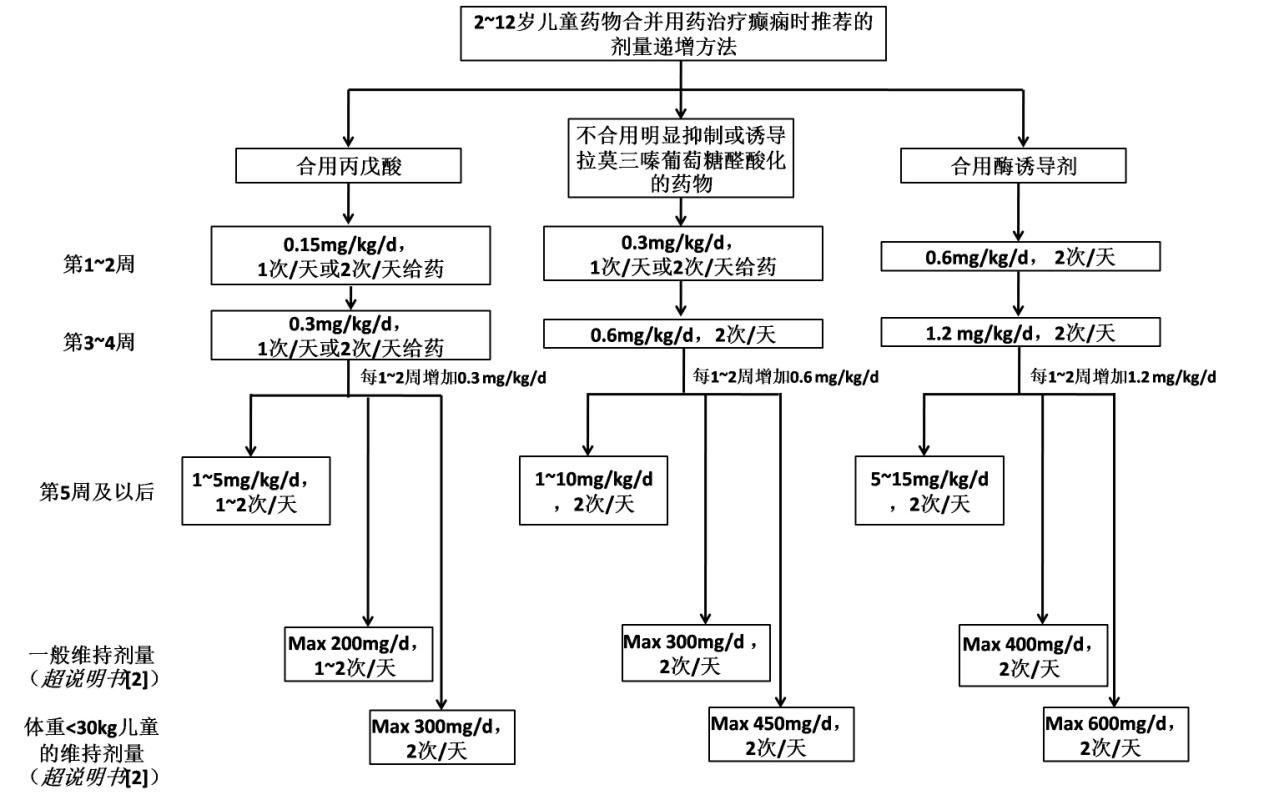 2~12岁儿童药物合并用药治疗癫痫时推荐的
剂量递增方法
合用丙戊酸
不合用明显抑制或诱导
拉莫三嗪葡萄糖醛酸化
的药物
合用酶诱导剂
第1~2周
0.15mg/kg/d，
1次/天或2次/天给药
0.3mg/kg/d，
1次/天或2次/天给药
0.6mg/kg/d， 2次/天
第3~4周
0.3mg/kg/d，
1次/天或2次/天给药
0.6mg/kg/d，2次/天
1.2 mg/kg/d，2次/天
每1~2周增加0.3 mg/kg/d
每1~2周增加0.6 mg/kg/d
每1~2周增加1.2 mg/kg/d
第5周及以后
1~5mg/kg/d，
1~2次/天
1~10mg/kg/d
，2次/天
5~15mg/kg/d
，2次/天
一般维持剂量
（超说明书[2]）
Max 200mg/d，
1~2次/天
Max 300mg/d ，
2次/天
Max 400mg/d，
2次/天
体重<30kg儿童
的维持剂量
（超说明书[2]）
Max 300mg/d，
2次/天
Max 450mg/d，
2次/天
Max 600mg/d，
2次/天